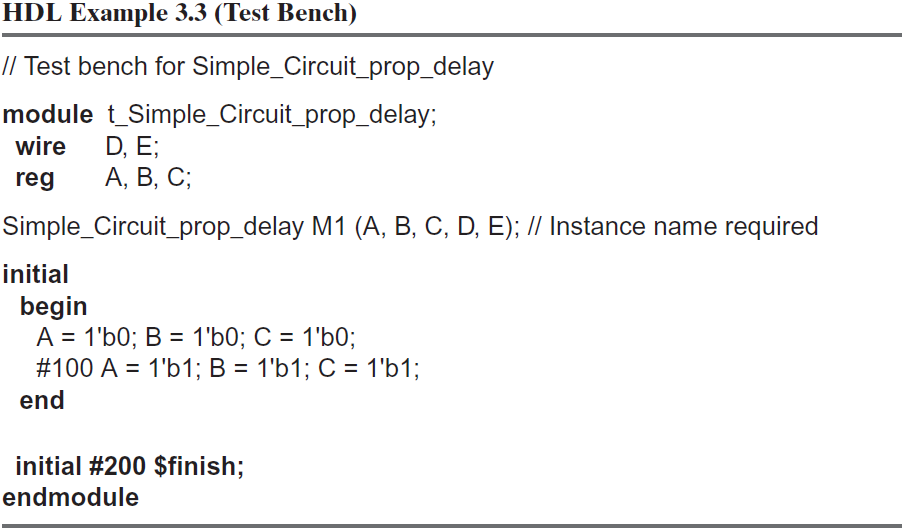 HDL Example 3.3 (Test Bench)
// Test bench for Simple_Circuit_prop_delay
module t_Simple_Circuit_prop_delay;
wire D, E;
reg A, B, C;
Simple_Circuit_prop_delay M1 (A, B, C, D, E); // Instance name required
initial
begin
A = 1'b0; B = 1'b0; C = 1'b0;
#100 A = 1'b1; B = 1'b1; C = 1'b1;
end
initial #200 $finish;
endmodule